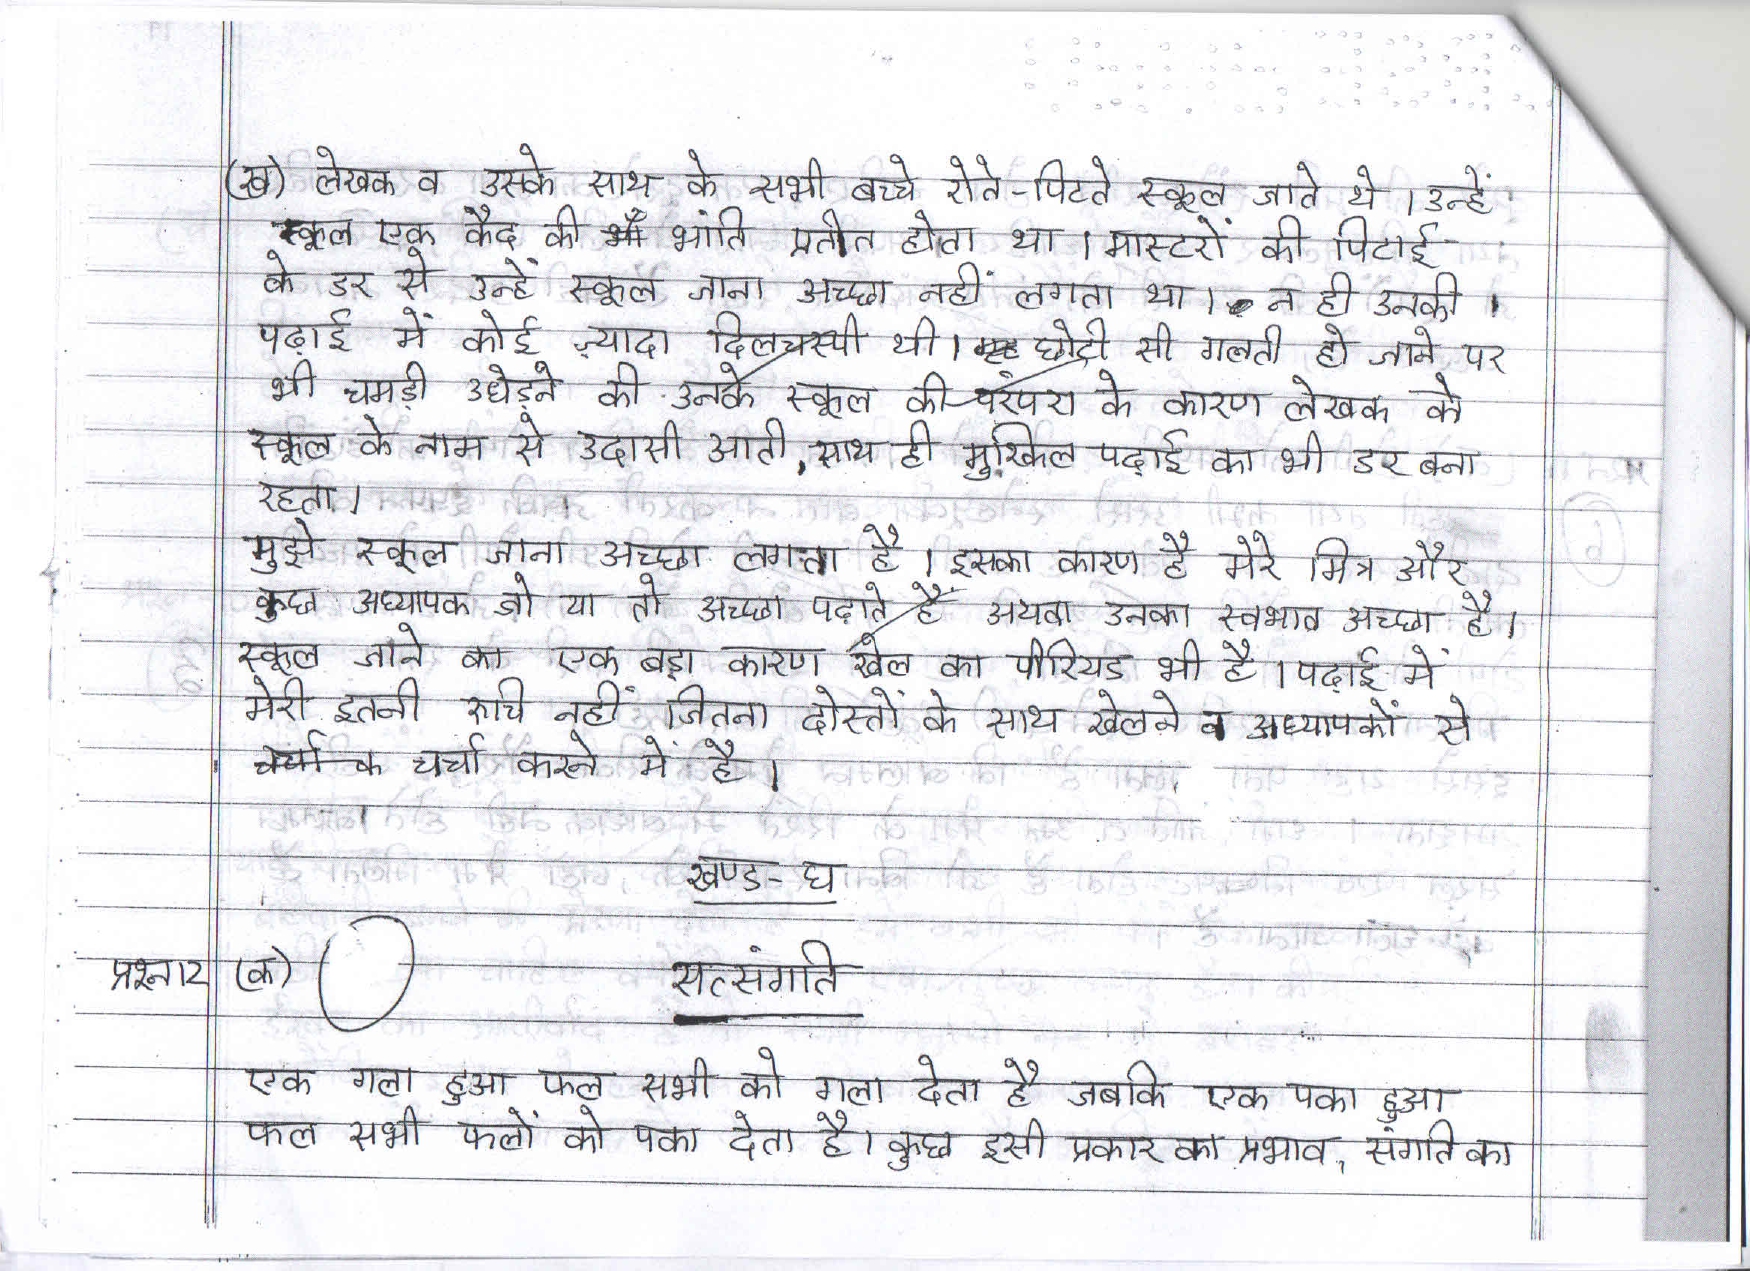 (ख) लेखक व उसके साथ के सभी बच्चे रोते-पिटते स्कूल जाते थे । उन्हें
स्कूल एक कैद की भाँ भांति प्रतीत होता था । मास्टरों की पिटाई
के डर से उन्हें स्कूल जाना अच्छा नहीं लगता था । न ही उनकी
पढ़ाई में कोई ज़्यादा दिलचस्पी थी । छोटी सी गलती हो जाने पर
भी चमड़ी उधेड़ने की उनके स्कूल की परंपरा के कारण लेखक को
स्कूल के नाम से उदासी आती, साथ ही मुश्किल पढ़ाई का भी डर बना
रहता ।
मुझे स्कूल जाना अच्छा लगता है । इसका कारण है मेरे मित्र और
कुछ अध्यापक जो या तो अच्छा पढ़ाते हैं अथवा उनका स्वभाव अच्छा है ।
स्कूल जाने का एक बड़ा कारण खेल का पीरियड भी है । पढ़ाई में
मेरी इतनी रूचि नहीं जितना दोस्तों के साथ खेलने व अध्यापकों से
चर्चा क चर्चा करने में है ।
खण्ड - घ
प्रश्न 12 (क) सत्संगति
एक गला हुआ फल सभी को गला देता है जबकि एक पका हुआ
फल सभी फलों को पका देता है । कुछ इसी प्रकार का प्रभाव, संगति का